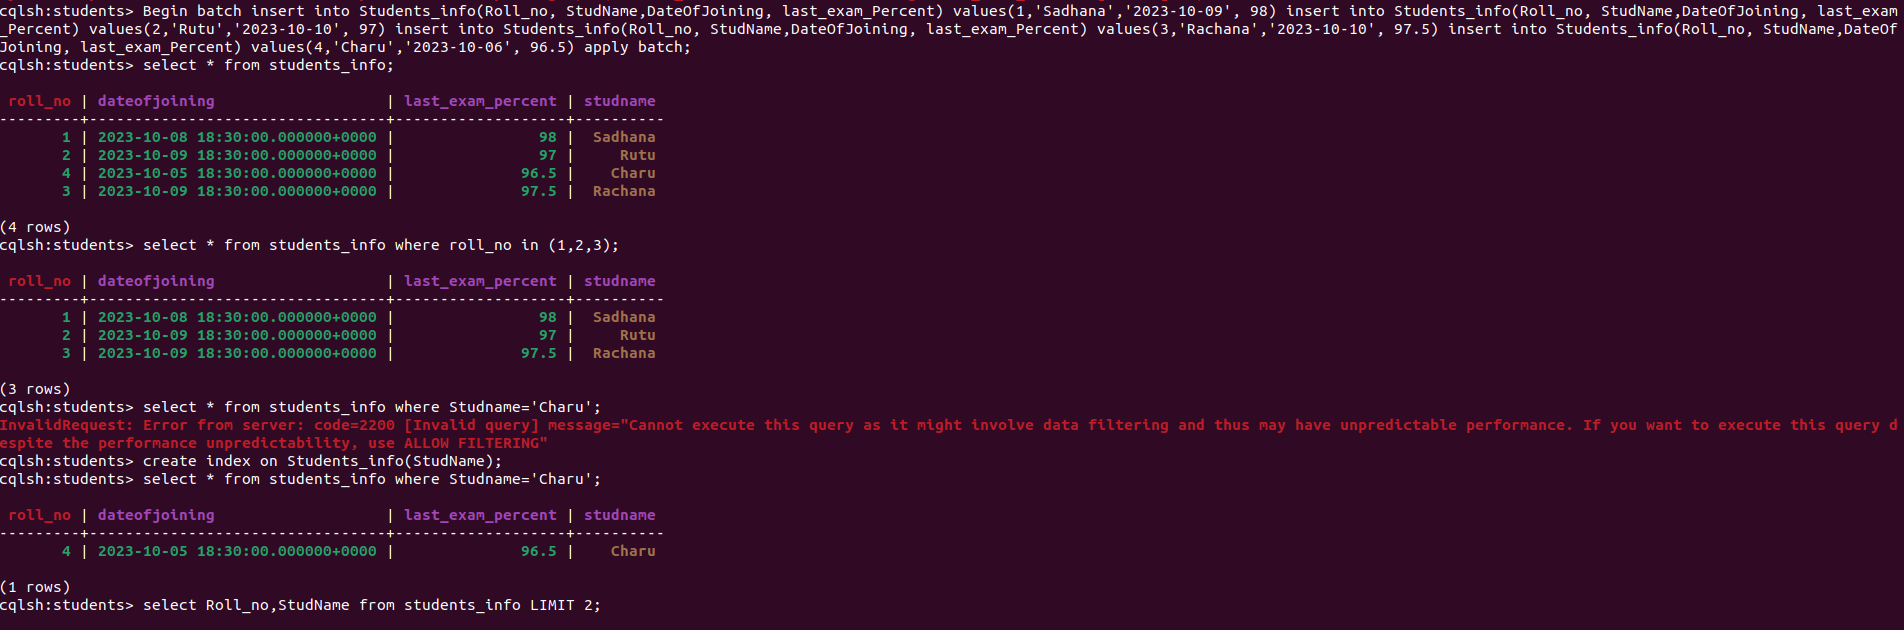 cqlsh:students> Begin batch insert into Students_info(Roll_no, StudName,DateOfJoining, last_exam_Percent) values(1,'Sadhana','2023-10-09', 98) insert into Students_info(Roll_no, StudName,DateOfJoining, last_exam
_Percent) values(2,'Rutu','2023-10-10', 97) insert into Students_info(Roll_no, StudName,DateOfJoining, last_exam_Percent) values(3,'Rachana','2023-10-10', 97.5) insert into Students_info(Roll_no, StudName,DateOf
Joining, last_exam_Percent) values(4,'Charu','2023-10-06', 96.5) apply batch;
cqlsh:students> select * from students_info;
roll_no | dateofjoining                   | last_exam_percent | studname
---------+---------------------------------+-------------------+----------
1 | 2023-10-08 18:30:00.000000+0000 |                98 |  Sadhana
2 | 2023-10-09 18:30:00.000000+0000 |                97 |     Rutu
4 | 2023-10-05 18:30:00.000000+0000 |              96.5 |    Charu
3 | 2023-10-09 18:30:00.000000+0000 |              97.5 |  Rachana
(4 rows)
cqlsh:students> select * from students_info where roll_no in (1,2,3);
roll_no | dateofjoining                   | last_exam_percent | studname
---------+---------------------------------+-------------------+----------
1 | 2023-10-08 18:30:00.000000+0000 |                98 |  Sadhana
2 | 2023-10-09 18:30:00.000000+0000 |                97 |     Rutu
3 | 2023-10-09 18:30:00.000000+0000 |              97.5 |  Rachana
(3 rows)
cqlsh:students> select * from students_info where Studname='Charu';
InvalidRequest: Error from server: code=2200 [Invalid query] message="Cannot execute this query as it might involve data filtering and thus may have unpredictable performance. If you want to execute this query d
espite the performance unpredictability, use ALLOW FILTERING"
cqlsh:students> create index on Students_info(StudName);
cqlsh:students> select * from students_info where Studname='Charu';
roll_no | dateofjoining                   | last_exam_percent | studname
---------+---------------------------------+-------------------+----------
4 | 2023-10-05 18:30:00.000000+0000 |              96.5 |    Charu
(1 rows)
cqlsh:students> select Roll_no,StudName from students_info LIMIT 2;